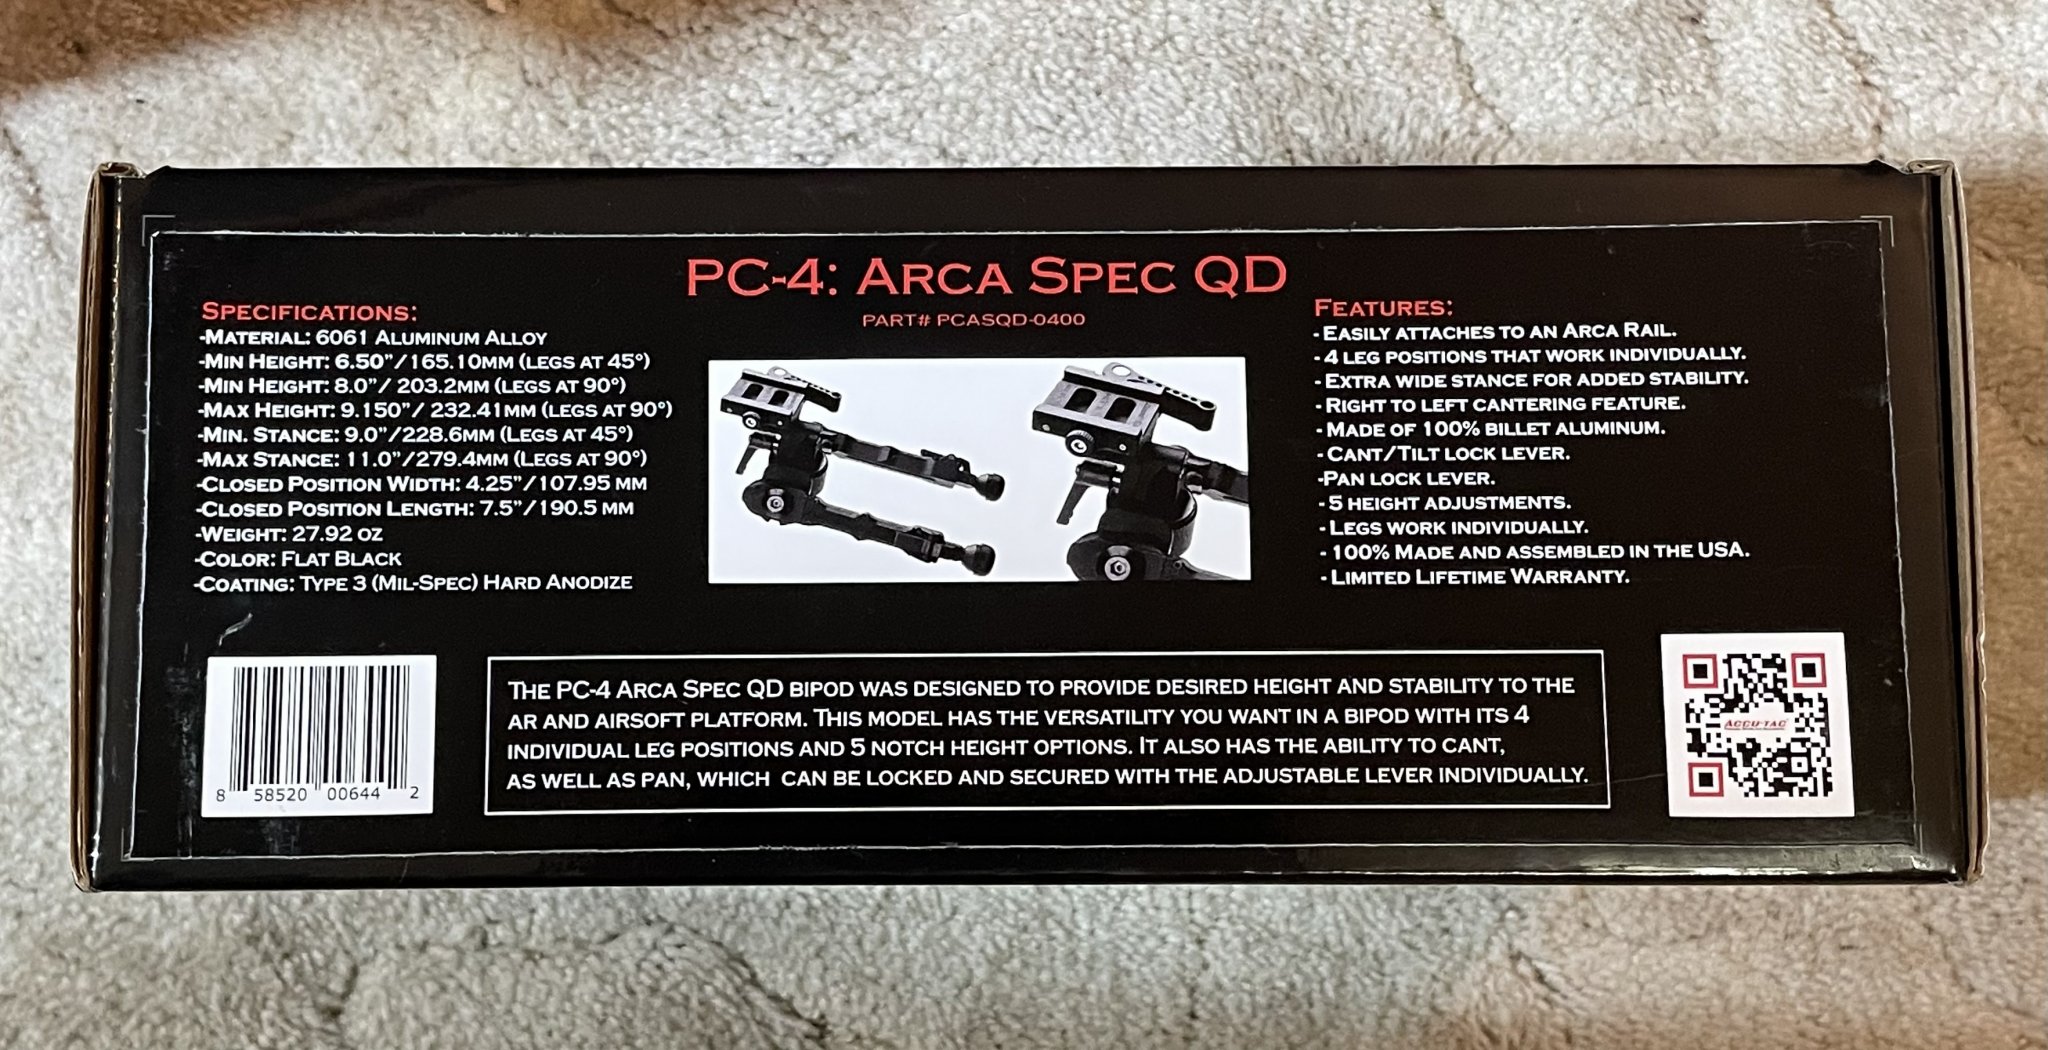 PC-4: ARCA SPEC QD
PART# PCASQD-0400
SPECIFICATIONS:
-MATERIAL: 6061 ALUMINUM ALLOY
-MIN HEIGHT: 6.50"/165.10MM (LEGS AT 45°)
-MIN HEIGHT: 8.0"/ 203.2MM (LEGS AT 90°)
-MAX HEIGHT: 9.150"/ 232.41MM (LEGS AT 90°)
-MIN. STANCE: 9.0"/228.6MM (LEGS AT 45°)
-MAX STANCE: 11.0"/279.4MM (LEGS AT 90°)
-CLOSED POSITION WIDTH: 4.25"/107.95 MM
-CLOSED POSITION LENGTH: 7.5"/190.5 MM
-WEIGHT: 27.92 OZ
-COLOR: FLAT BLACK
-COATING: TYPE 3 (MIL-SPEC) HARD ANODIZE
FEATURES:
- EASILY ATTACHES TO AN ARCA RAIL.
- 4 LEG POSITIONS THAT WORK INDIVIDUALLY.
- EXTRA WIDE STANCE FOR ADDED STABILITY.
- RIGHT TO LEFT CANTERING FEATURE.
- MADE OF 100% BILLET ALUMINUM.
- CANT/TILT LOCK LEVER.
-PAN LOCK LEVER.
- 5 HEIGHT ADJUSTMENTS.
- LEGS WORK INDIVIDUALLY.
- 100% MADE AND ASSEMBLED IN THE USA.
- LIMITED LIFETIME WARRANTY.
8 58520 00644 2
THE PC-4 ARCA SPEC QD BIPOD WAS DESIGNED TO PROVIDE DESIRED HEIGHT AND STABILITY TO THE
AR AND AIRSOFT PLATFORM. THIS MODEL HAS THE VERSATILITY YOU WANT IN A BIPOD WITH ITS 4
INDIVIDUAL LEG POSITIONS AND 5 NOTCH HEIGHT OPTIONS. IT ALSO HAS THE ABILITY TO CANT,
AS WELL AS PAN, WHICH CAN BE LOCKED AND SECURED WITH THE ADJUSTABLE LEVER INDIVIDUALLY.
ACCU-TAC